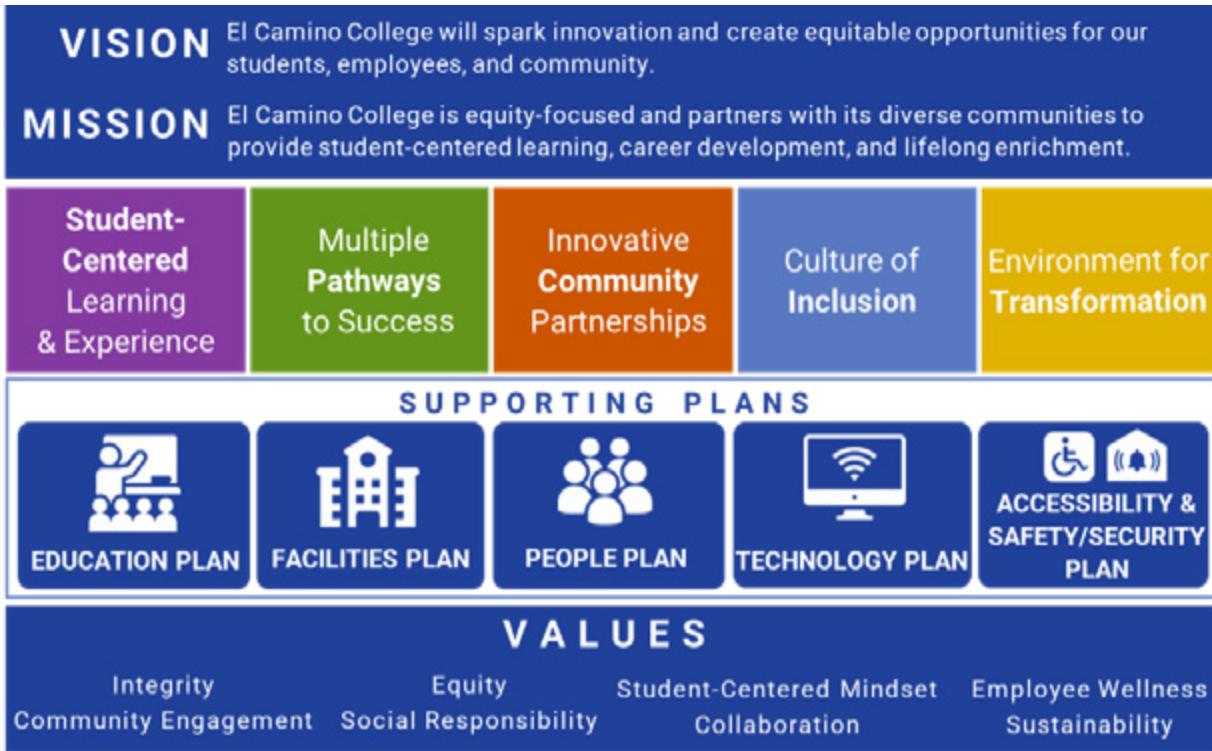 VISION
El Camino College will spark innovation and create equitable opportunities for our
students, employees, and community.
MISSION
El Camino College is equity-focused and partners with its diverse communities to
provide student-centered learning, career development, and lifelong enrichment.
Student-
Centered
Learning
& Experience
Multiple
Pathways
to Success
Innovative
Community
Partnerships
Culture of
Inclusion
Environment for
Transformation
SUPPORTING PLANS
EDUCATION PLAN
FACILITIES PLAN
PEOPLE PLAN
TECHNOLOGY PLAN
ACCESSIBILITY &
SAFETY/SECURITY
PLAN
VALUES
Integrity
Community Engagement
Equity
Social Responsibility
Student-Centered Mindset
Collaboration
Employee Wellness
Sustainability